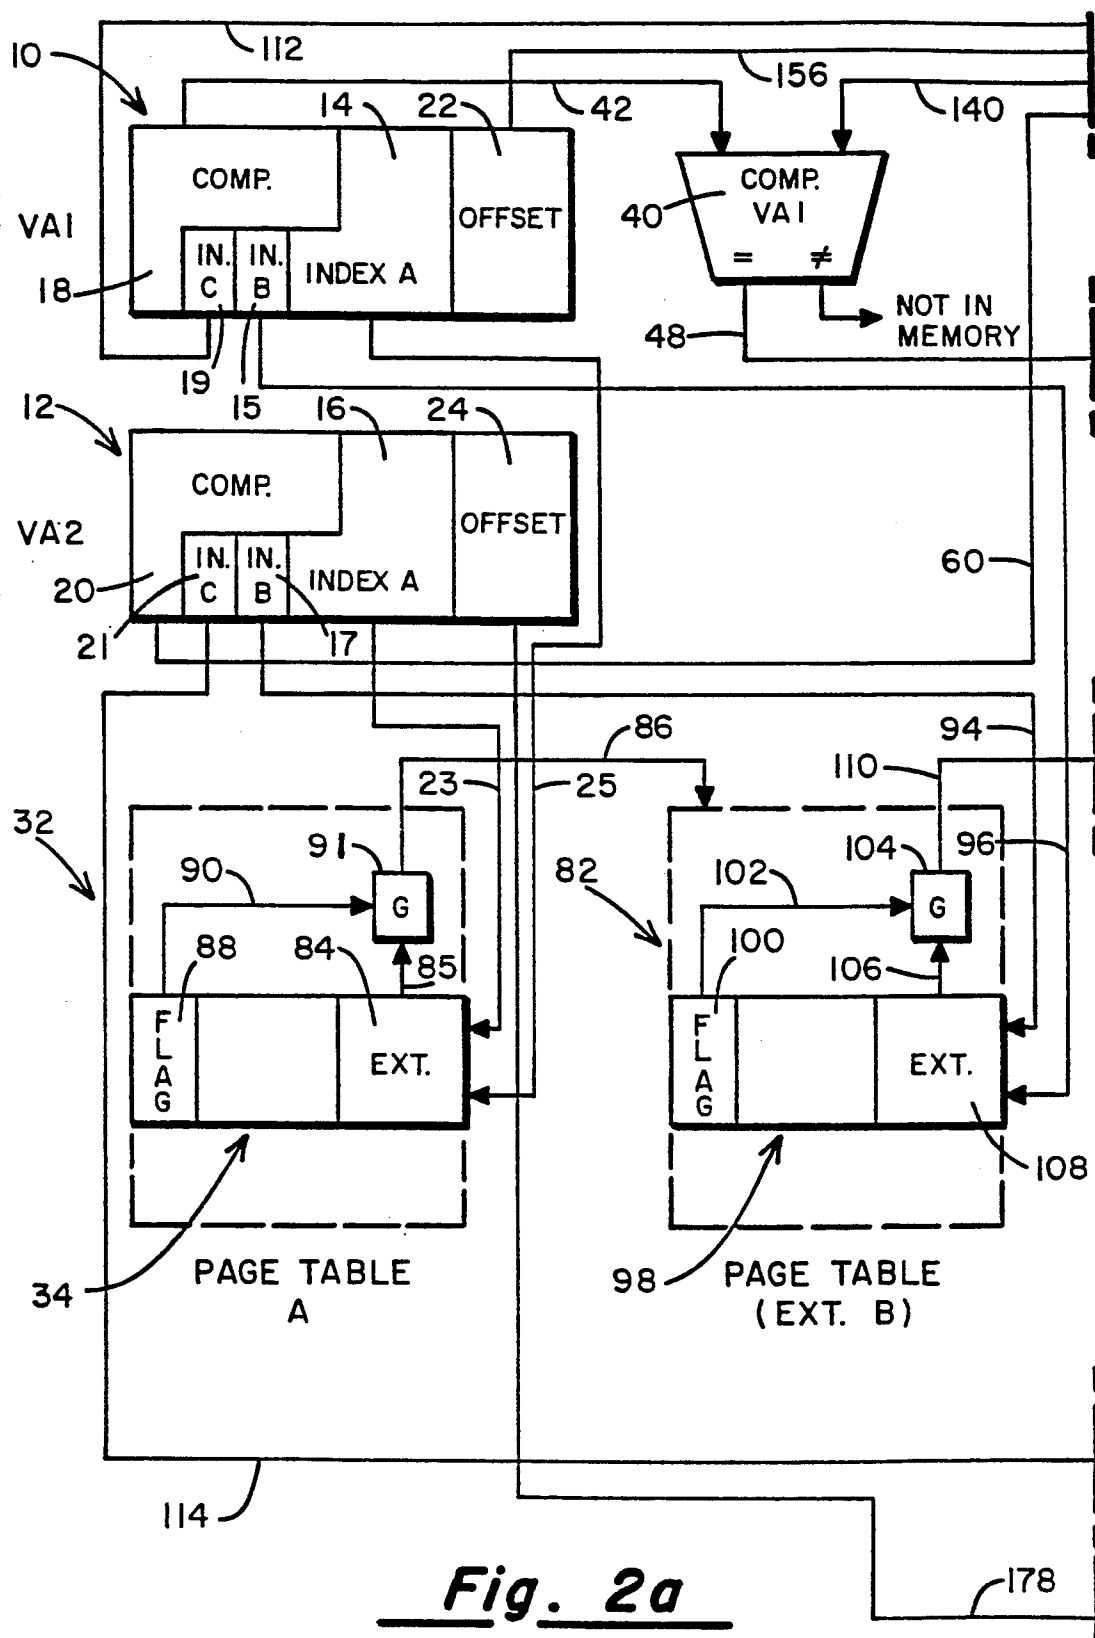 112
10
156
14
22
42
140
COMP.
COMP.
VA1
40
VA1
OFFSET
IN.
C
IN.
B
INDEX A
= ≠
18
NOT IN
MEMORY
48
19
15
12
16
24
COMP.
VA2
OFFSET
IN.
C
IN.
B
INDEX A
60
20
21
17
86
94
23
25
110
32
91
104
96
90
82
102
G
G
88
84
85
100
106
FLAG
EXT.
FLAG
EXT.
108
34
PAGE TABLE
A
98
PAGE TABLE
(EXT. B)
114
178
Fig. 2a